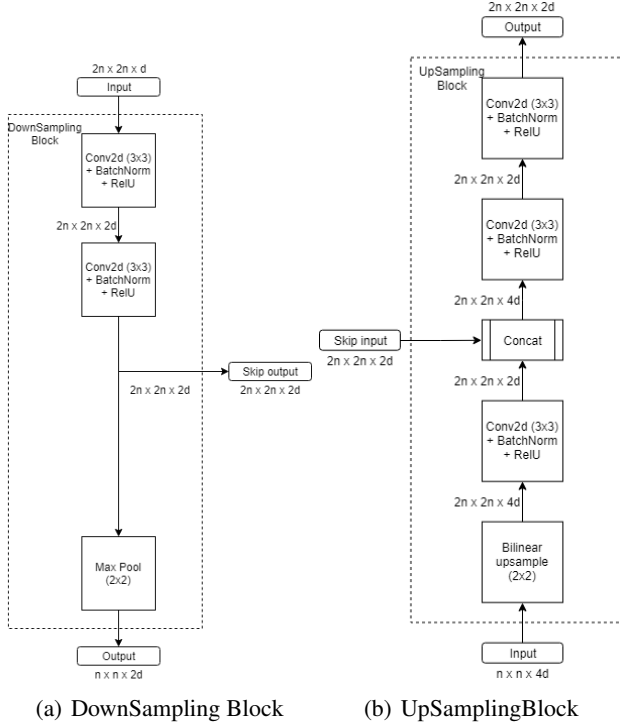 2n x 2n x d
Input
DownSampling
Block
Conv2d (3x3)
+ BatchNorm
+ RelU
2n x 2n x 2d
Conv2d (3x3)
+ BatchNorm
+ RelU
Skip output
2n x 2n x 2d
2n x 2n x 2d
Max Pool
(2x2)
Output
n x n x 2d
(a) DownSampling Block
2n x 2n x 2d
Output
UpSampling
Block
Conv2d (3x3)
+ BatchNorm
+ RelU
2n x 2n x 2d
Conv2d (3x3)
+ BatchNorm
+ RelU
2n x 2n x 4d
Skip input
Concat
2n x 2n x 2d
2n x 2n x 2d
Conv2d (3x3)
+ BatchNorm
+ RelU
2n x 2n x 4d
Bilinear
upsample
(2x2)
Input
n x n x 4d
(b) UpSamplingBlock